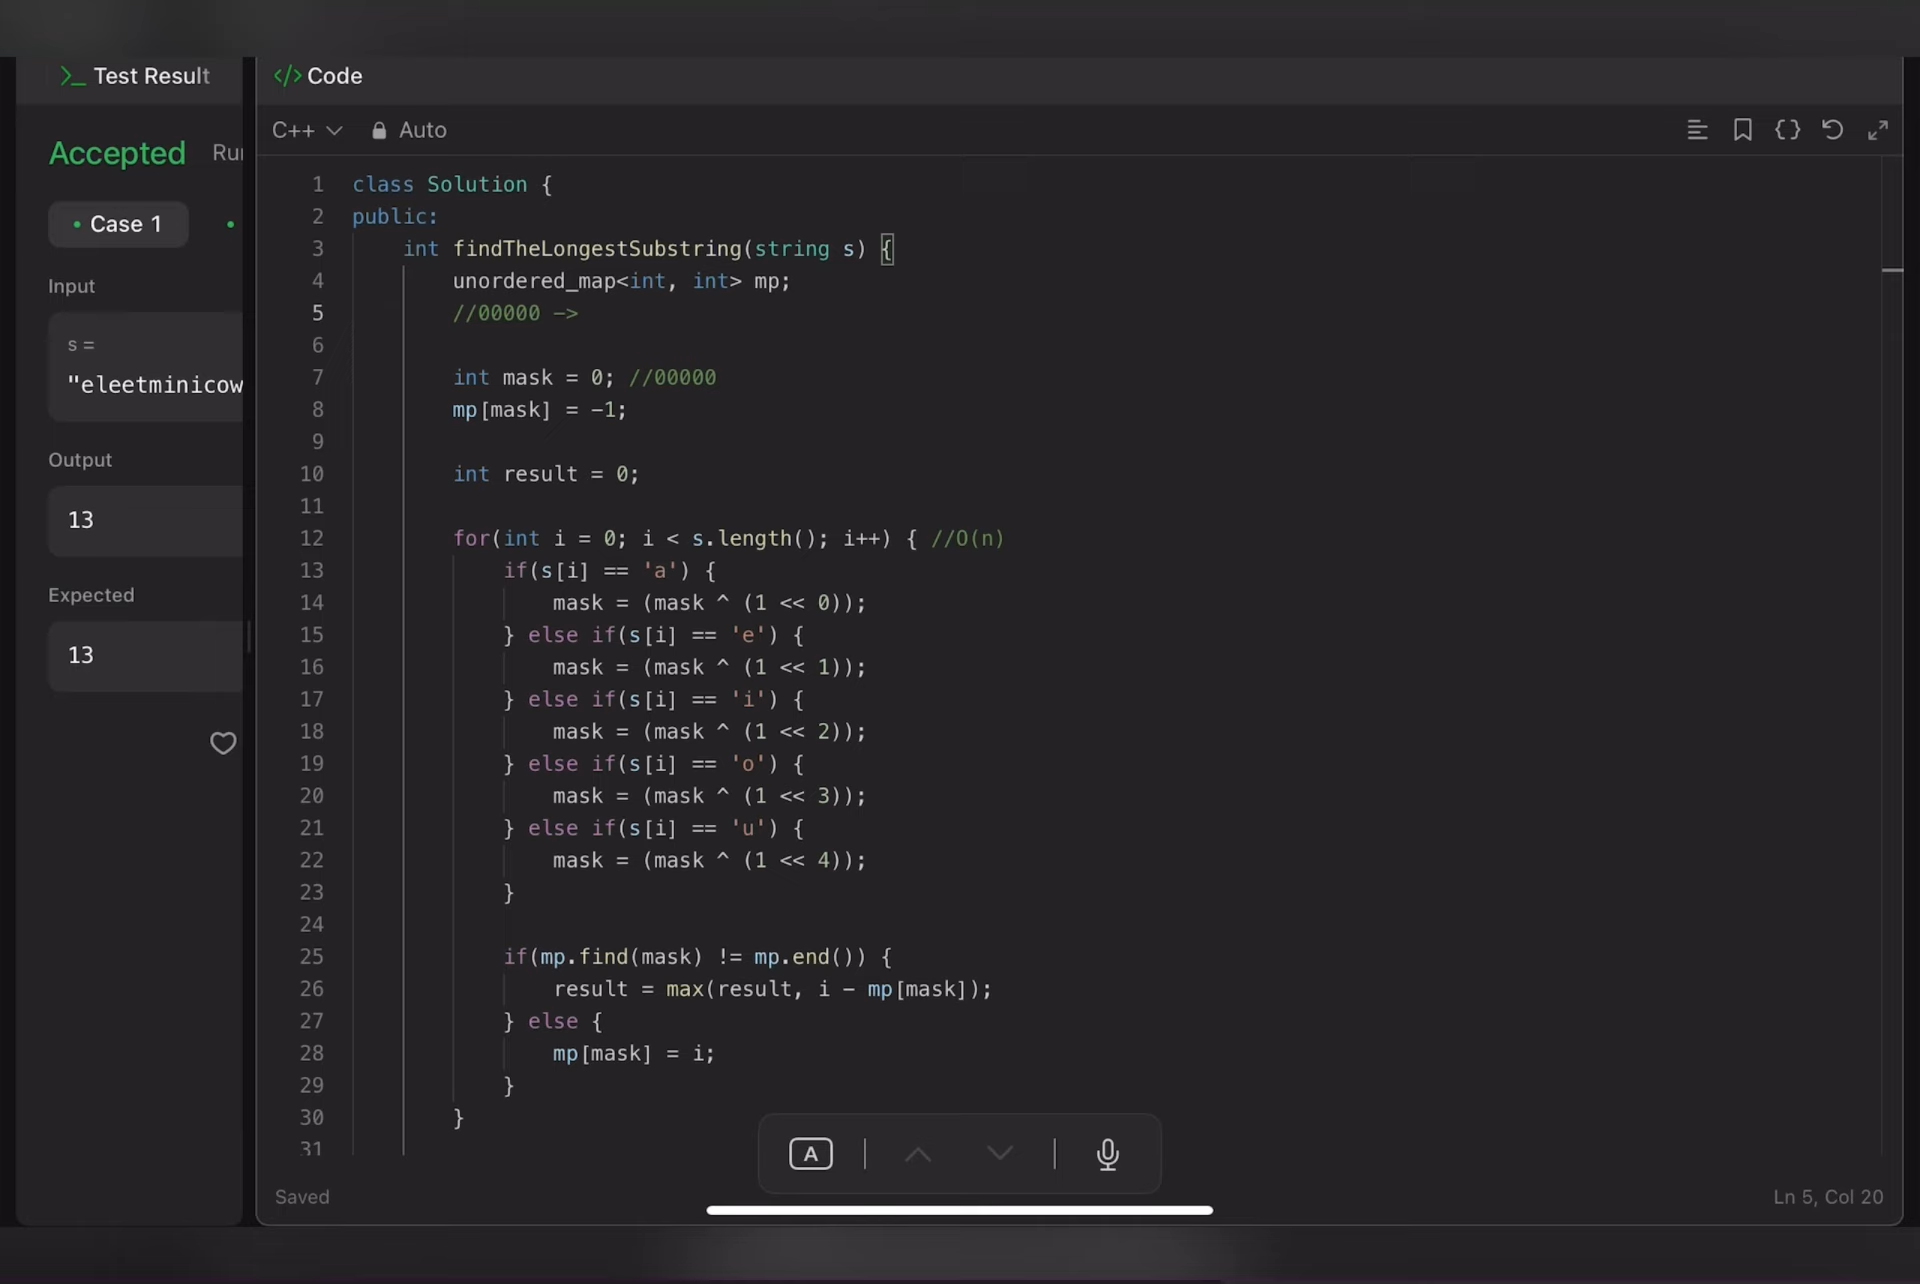 >_ Test Result
Accepted Run
Case 1
Input
s =
"eleetminicow
Output
13
Expected
13
</> Code
C++ Auto
1 class Solution {
2 public:
3 int findTheLongestSubstring(string s) {
4 unordered_map<int, int> mp;
5 //00000 ->
6
7 int mask = 0; //00000
8 mp[mask] = -1;
9
10 int result = 0;
11
12 for(int i = 0; i < s.length(); i++) { //O(n)
13 if(s[i] == 'a') {
14 mask = (mask ^ (1 << 0));
15 } else if(s[i] == 'e') {
16 mask = (mask ^ (1 << 1));
17 } else if(s[i] == 'i') {
18 mask = (mask ^ (1 << 2));
19 } else if(s[i] == 'o') {
20 mask = (mask ^ (1 << 3));
21 } else if(s[i] == 'u') {
22 mask = (mask ^ (1 << 4));
23 }
24
25 if(mp.find(mask) != mp.end()) {
26 result = max(result, i - mp[mask]);
27 } else {
28 mp[mask] = i;
29 }
30 }
31
A
Saved
Ln 5, Col 20